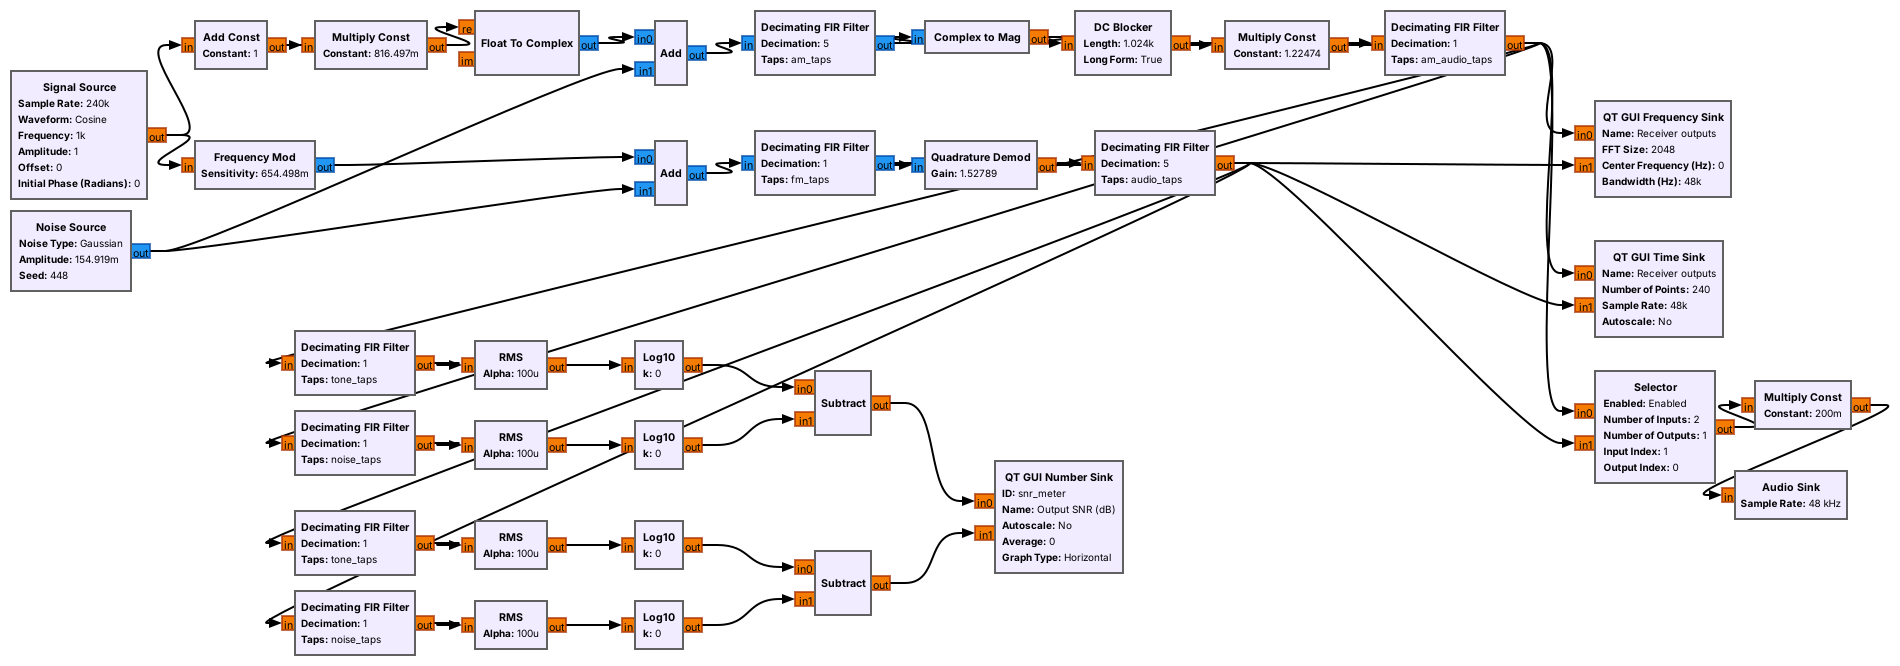 Signal Source
Sample Rate: 240k
Waveform: Cosine
Frequency: 1k
Amplitude: 1
Offset: 0
Initial Phase (Radians): 0
out
Noise Source
Noise Type: Gaussian
Amplitude: 154.919m
Seed: 448
out
in
Add Const
Constant: 1
out
in
Multiply Const
Constant: 816.497m
out
re
im
Float To Complex
out
in0
in1
Add
out
in
Decimating FIR Filter
Decimation: 5
Taps: am_taps
out
in
Complex to Mag
out
in
DC Blocker
Length: 1.024k
Long Form: True
out
in
Multiply Const
Constant: 1.22474
out
in
Decimating FIR Filter
Decimation: 1
Taps: am_audio_taps
out
in
Frequency Mod
Sensitivity: 654.498m
out
in0
in1
Add
out
in
Decimating FIR Filter
Decimation: 1
Taps: fm_taps
out
in
Quadrature Demod
Gain: 1.52789
out
in
Decimating FIR Filter
Decimation: 5
Taps: audio_taps
out
in0
in1
QT GUI Frequency Sink
Name: Receiver outputs
FFT Size: 2048
Center Frequency (Hz): 0
Bandwidth (Hz): 48k
in0
in1
QT GUI Time Sink
Name: Receiver outputs
Number of Points: 240
Sample Rate: 48k
Autoscale: No
in0
in1
Selector
Enabled: Enabled
Number of Inputs: 2
Number of Outputs: 1
Input Index: 1
Output Index: 0
out
in
Multiply Const
Constant: 200m
out
in
Audio Sink
Sample Rate: 48 kHz
in
Decimating FIR Filter
Decimation: 1
Taps: tone_taps
out
in
RMS
Alpha: 100u
out
in
Log10
k: 0
out
in
Decimating FIR Filter
Decimation: 1
Taps: noise_taps
out
in
RMS
Alpha: 100u
out
in
Log10
k: 0
out
in0
in1
Subtract
out
in
Decimating FIR Filter
Decimation: 1
Taps: tone_taps
out
in
RMS
Alpha: 100u
out
in
Log10
k: 0
out
in
Decimating FIR Filter
Decimation: 1
Taps: noise_taps
out
in
RMS
Alpha: 100u
out
in
Log10
k: 0
out
in0
in1
Subtract
out
in0
in1
QT GUI Number Sink
ID: snr_meter
Name: Output SNR (dB)
Autoscale: No
Average: 0
Graph Type: Horizontal